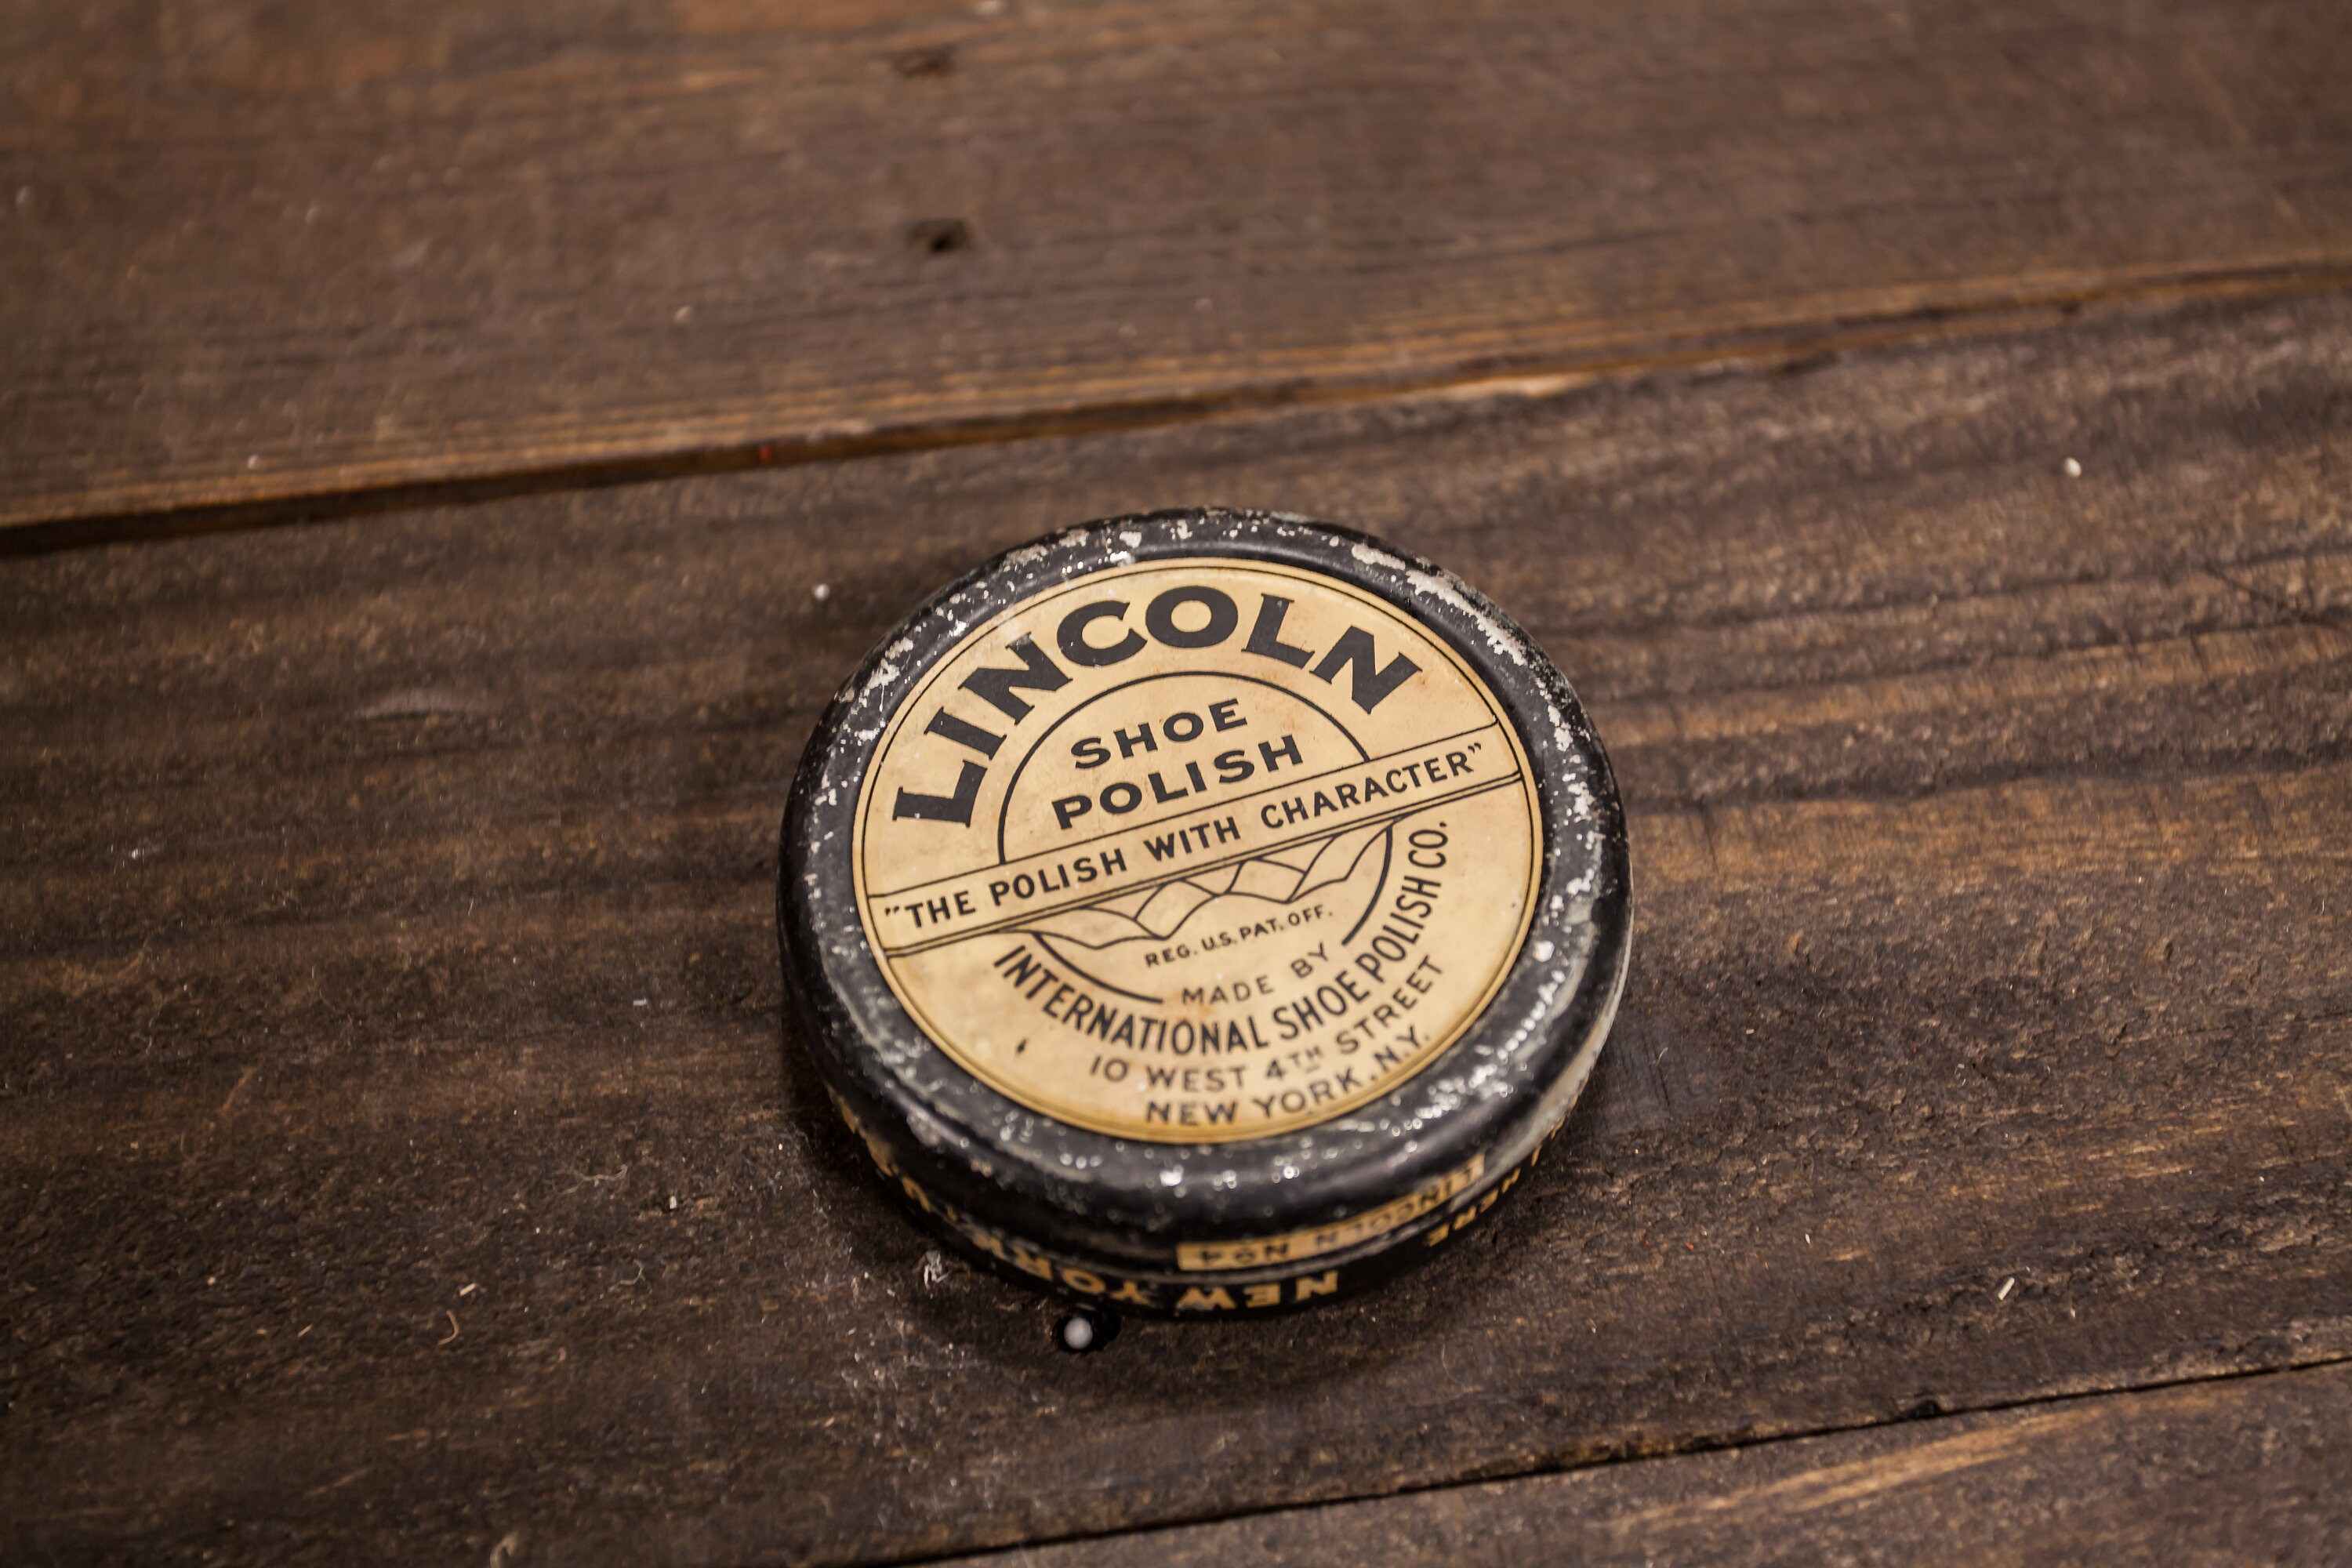 LINCOLN
SHOE
POLISH
"THE POLISH WITH CHARACTER"
REG. U.S. PAT. OFF.
MADE BY
INTERNATIONAL SHOE POLISH CO.
10 WEST 4TH STREET
NEW YORK, N.Y.
LINCOLN No4
NEW YORK